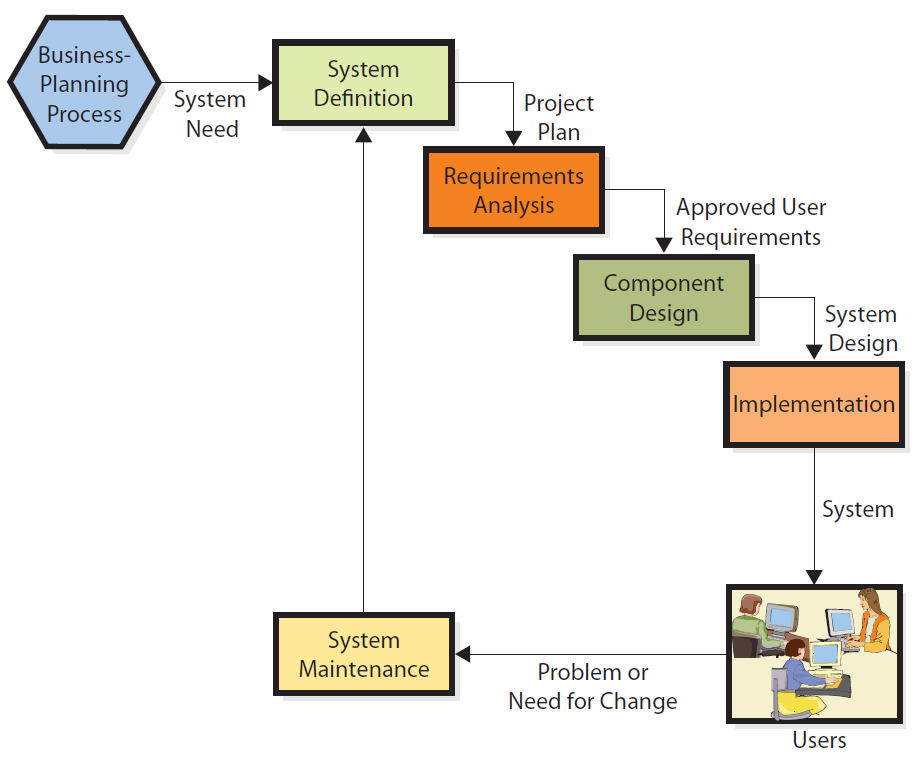 Business-
Planning
Process
System
Need
System
Definition
Project
Plan
Requirements
Analysis
Approved User
Requirements
Component
Design
System
Design
Implementation
System
Users
Problem or
Need for Change
System
Maintenance